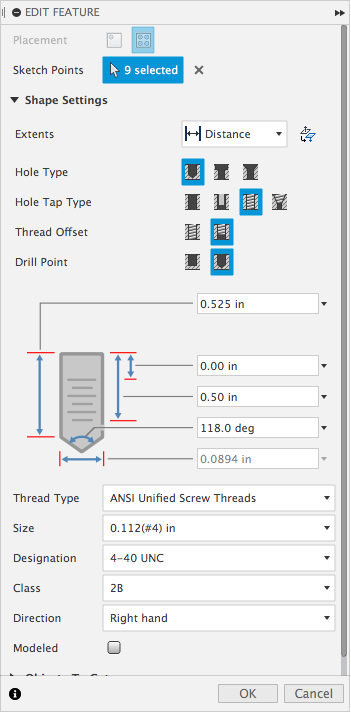 EDIT FEATURE
Placement
Sketch Points 9 selected
Shape Settings
Extents Distance
Hole Type
Hole Tap Type
Thread Offset
Drill Point
0.525 in
0.00 in
0.50 in
118.0 deg
0.0894 in
Thread Type ANSI Unified Screw Threads
Size 0.112(#4) in
Designation 4-40 UNC
Class 2B
Direction Right hand
Modeled
OK Cancel